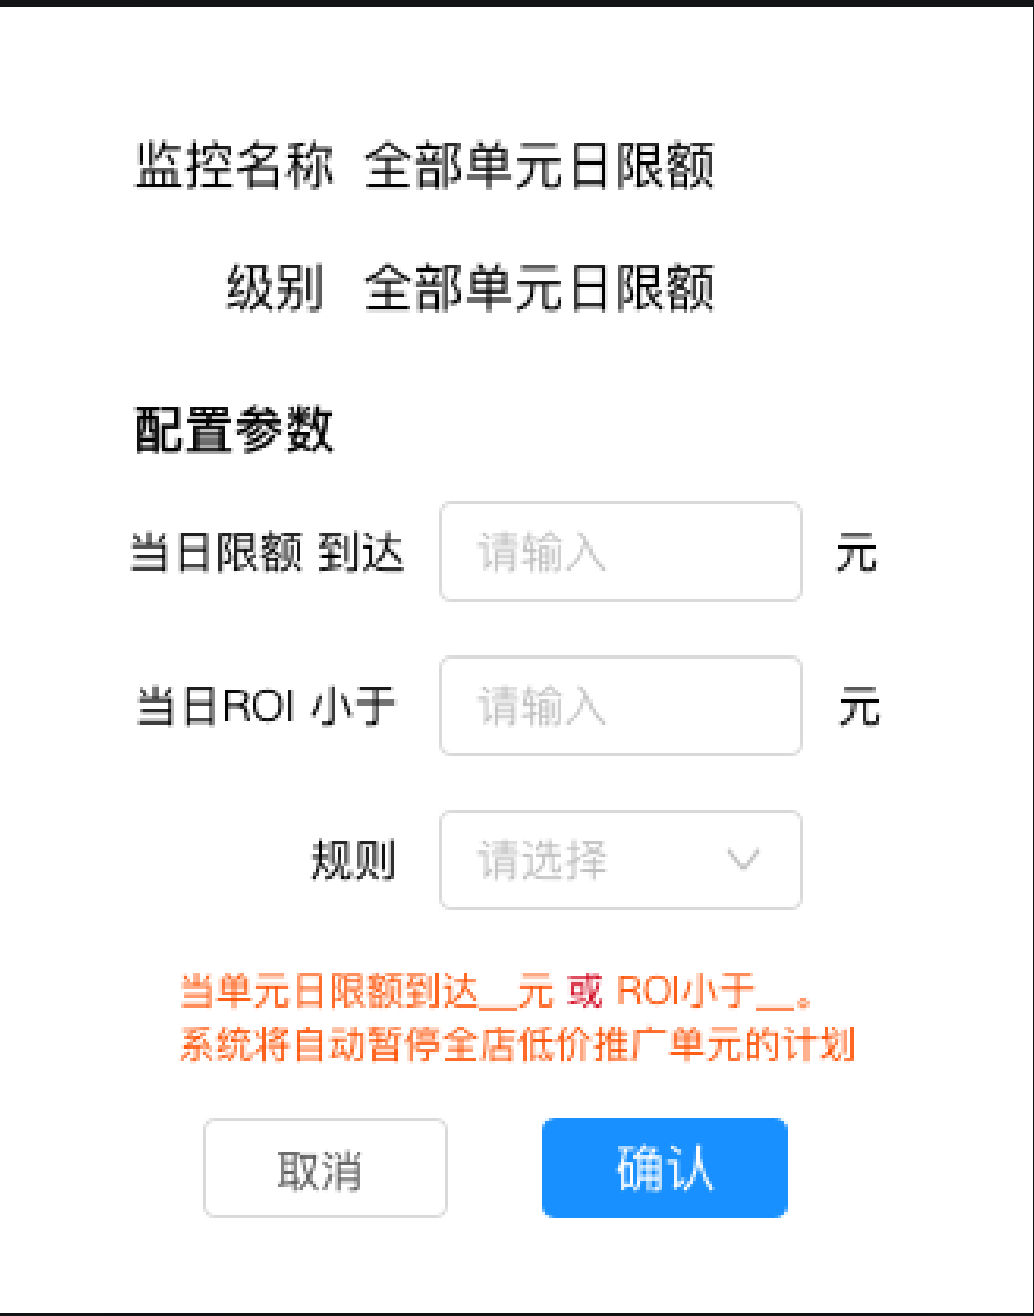 监控名称 全部单元日限额
级别 全部单元日限额
配置参数
当日限额 到达 请输入 元
当日ROI 小于 请输入 元
规则 请选择
当单元日限额到达__元 或 ROI小于__。
系统将自动暂停全店低价推广单元的计划
取消 确认